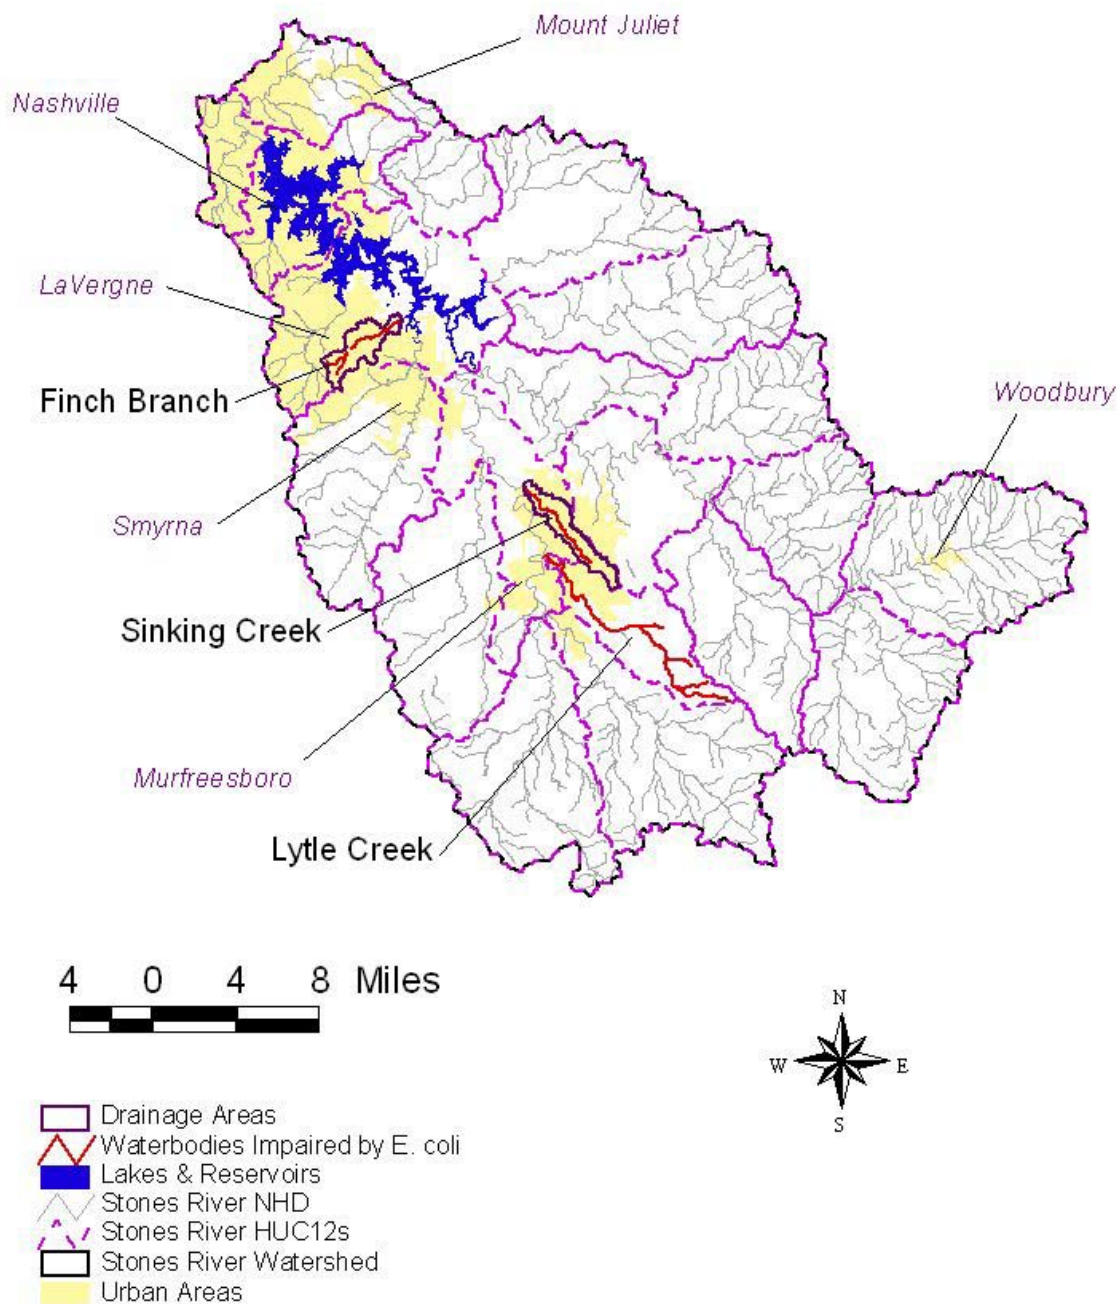 Mount Juliet
Nashville
LaVergne
Finch Branch
Woodbury
Smyrna
Sinking Creek
Murfreesboro
Lytle Creek
4 0 4 8 Miles
N
W E
S
Drainage Areas
Waterbodies Impaired by E. coli
Lakes & Reservoirs
Stones River NHD
Stones River HUC12s
Stones River Watershed
Urban Areas